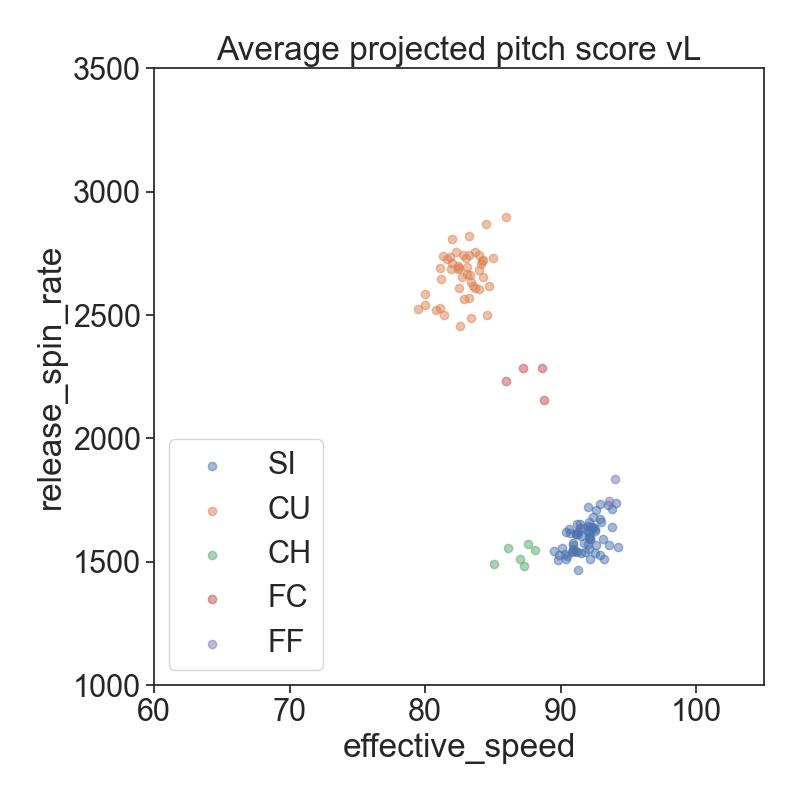 Average projected pitch score vL
3500
3000
2500
2000
1500
1000
release_spin_rate
SI
CU
CH
FC
FF
60
70
80
90
100
effective_speed